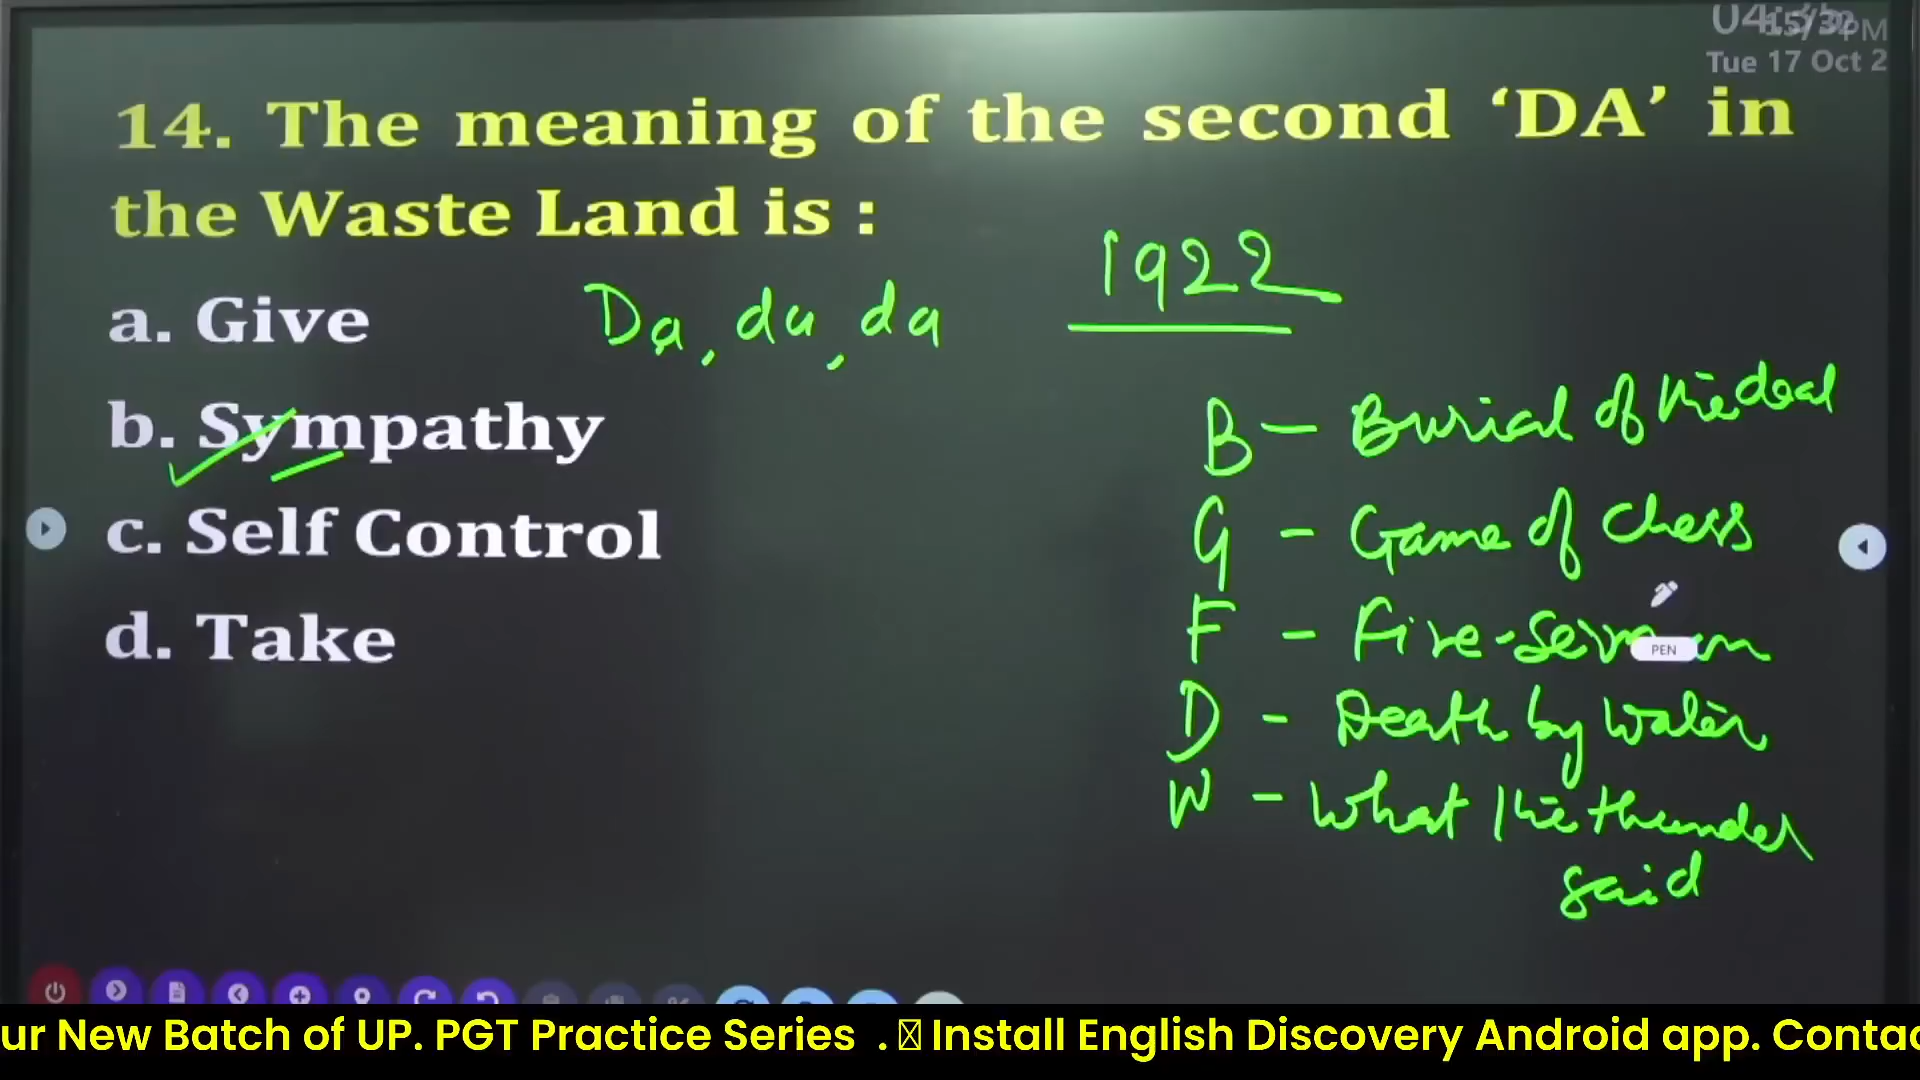 Tue 17 Oct 2
14. The meaning of the second ‘DA’ in
the Waste Land is :
1922
a. Give
Da, da, da
b. Sympathy
c. Self Control
d. Take
B – Burial of the dead
G – Game of Chess
F – Fire-Sermon
PEN
D – Death by Water
W – What the thunder
said
ur New Batch of UP. PGT Practice Series . Install English Discovery Android app. Contac